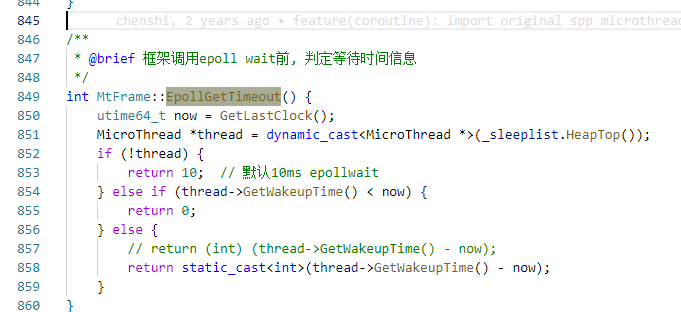 844 }
845 chenshi, 2 years ago • feature(coroutine): import original spp microthread
846 /**
847 * @brief 框架调用epoll wait前, 判定等待时间信息
848 */
849 int MtFrame::EpollGetTimeout() {
850 utime64_t now = GetLastClock();
851 MicroThread *thread = dynamic_cast<MicroThread *>(_sleeplist.HeapTop());
852 if (!thread) {
853 return 10;  // 默认10ms epollwait
854 } else if (thread->GetWakeupTime() < now) {
855 return 0;
856 } else {
857 // return (int) (thread->GetWakeupTime() - now);
858 return static_cast<int>(thread->GetWakeupTime() - now);
859 }
860 }